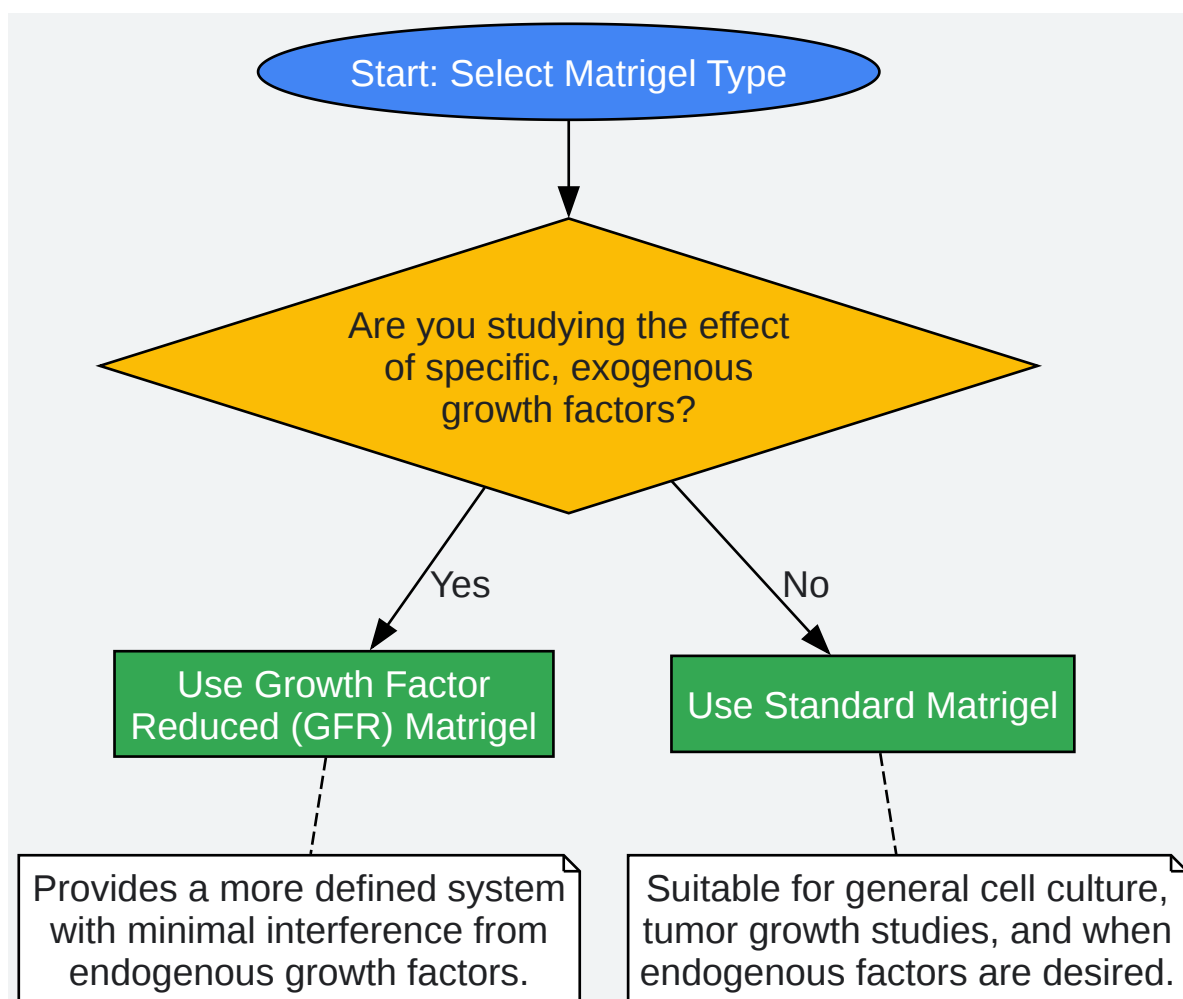 Start: Select Matrigel Type
Are you studying the effect
of specific, exogenous
growth factors?
Yes
No
Use Growth Factor
Reduced (GFR) Matrigel
Use Standard Matrigel
Provides a more defined system
with minimal interference from
endogenous growth factors.
Suitable for general cell culture,
tumor growth studies, and when
endogenous factors are desired.